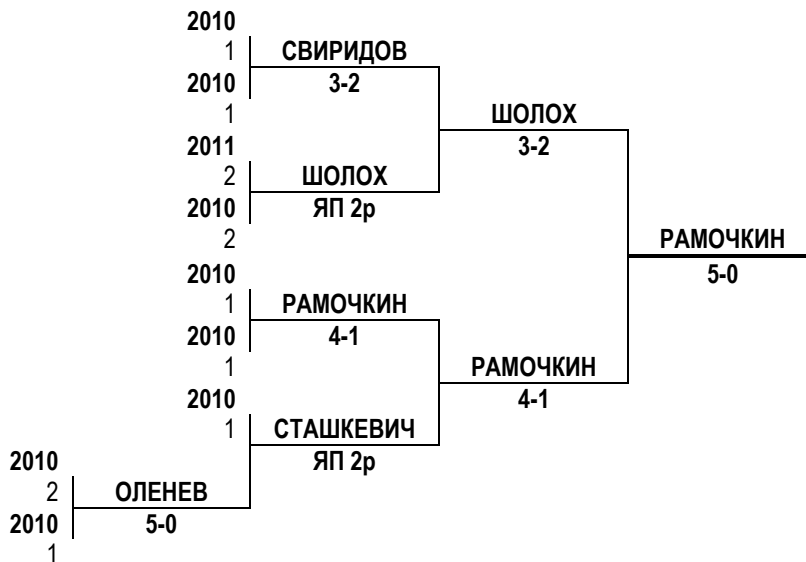 2010
1
СВИРИДОВ
2010
3-2
1
ШОЛОХ
2011
3-2
2
ШОЛОХ
2010
ЯП 2р
2
РАМОЧКИН
2010
5-0
1
РАМОЧКИН
2010
4-1
1
РАМОЧКИН
2010
4-1
1
СТАШКЕВИЧ
ЯП 2р
2010
2
ОЛЕНЕВ
2010
5-0
1